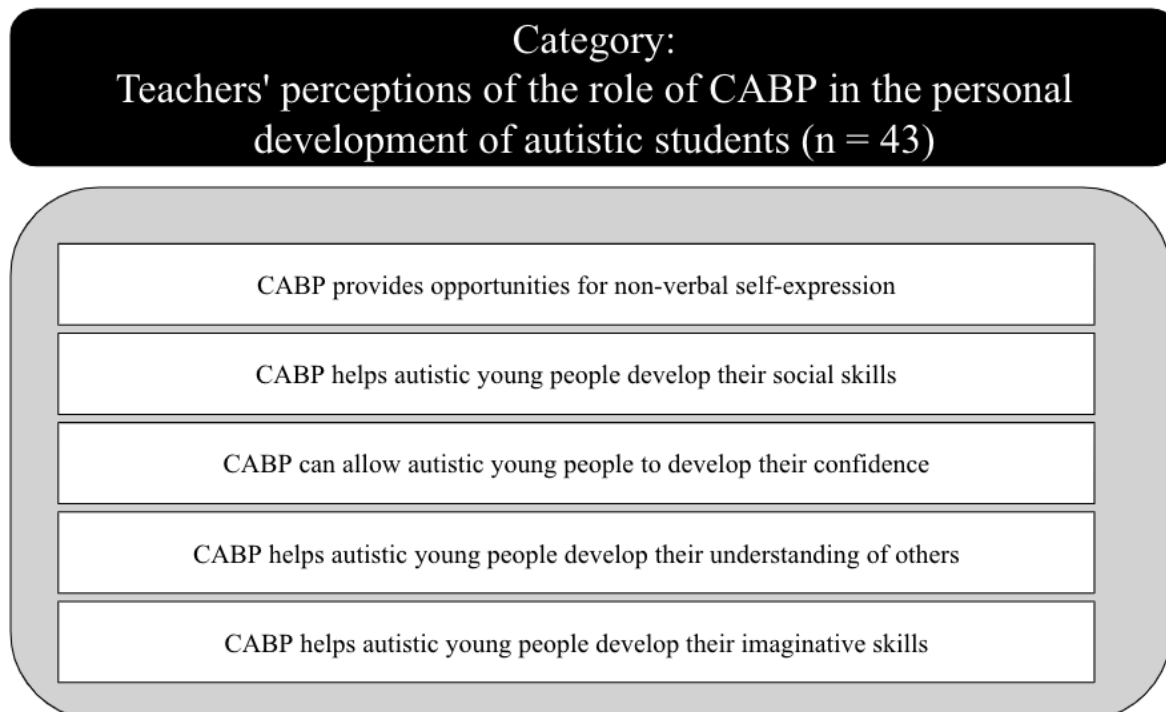 Category:
Teachers' perceptions of the role of CABP in the personal
development of autistic students (n = 43)
CABP provides opportunities for non-verbal self-expression
CABP helps autistic young people develop their social skills
CABP can allow autistic young people to develop their confidence
CABP helps autistic young people develop their understanding of others
CABP helps autistic young people develop their imaginative skills